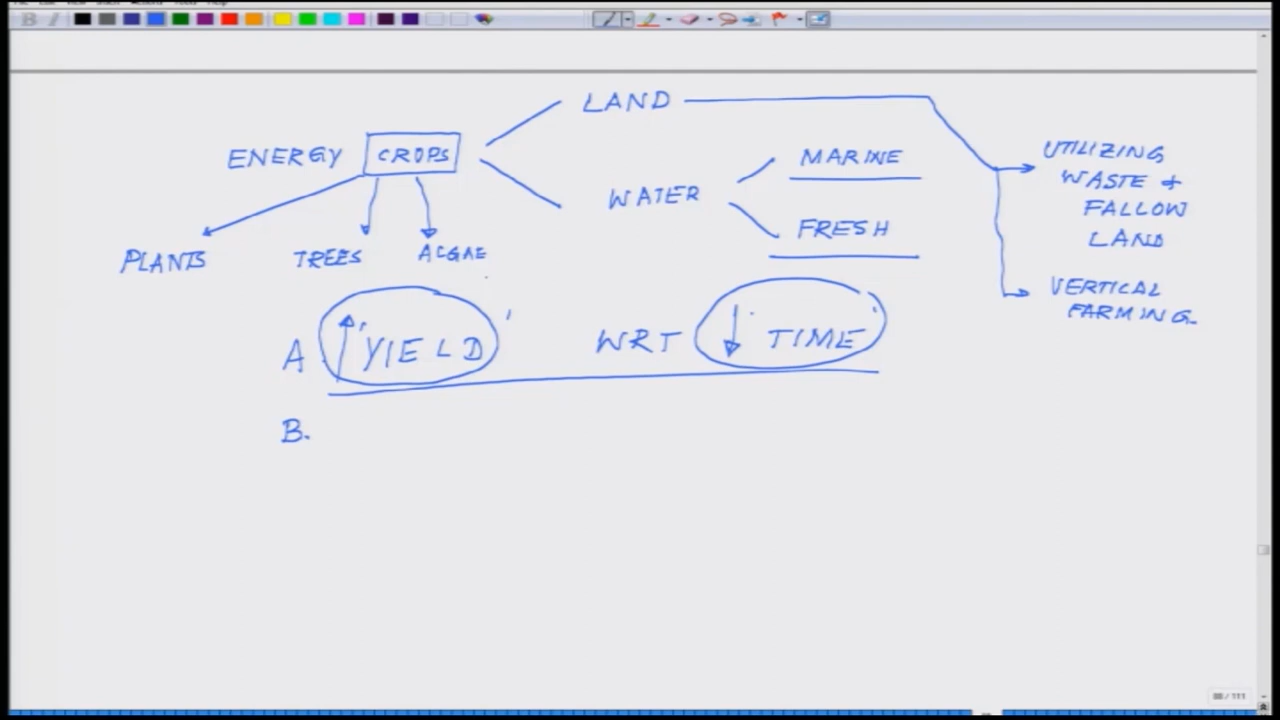 LAND
ENERGY CROPS
MARINE
UTILIZING
WASTE +
FALLOW
LAND
WATER
FRESH
PLANTS
TREES
ALGAE
VERTICAL
FARMING
A 'YIELD' WRT ↓ 'TIME'
B.